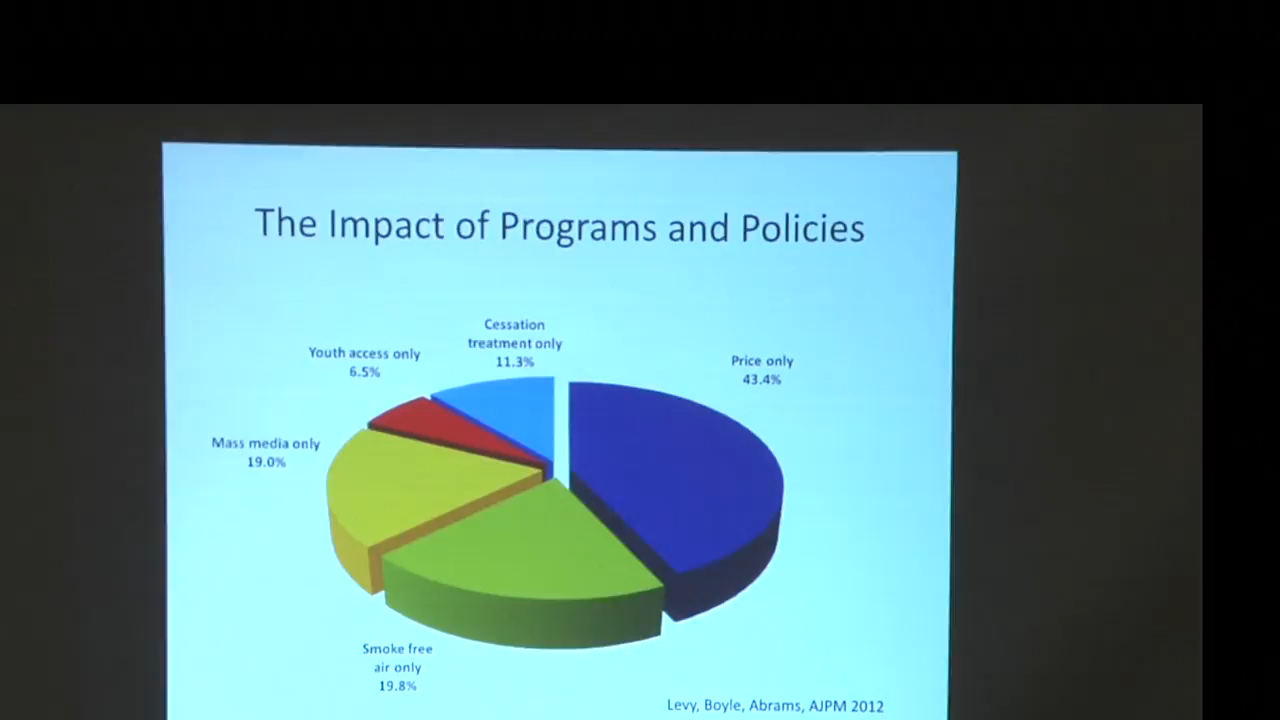 The Impact of Programs and Policies
Cessation
treatment only
11.3%
Youth access only
6.5%
Price only
43.4%
Mass media only
19.0%
Smoke free
air only
19.8%
Levy, Boyle, Abrams, AJPM 2012